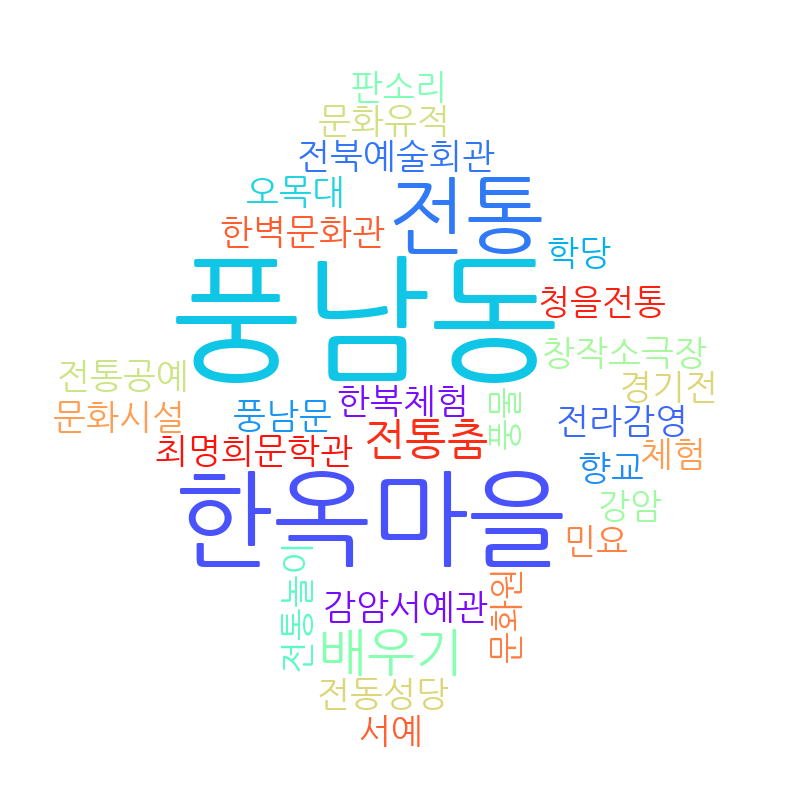 판소리
문화유적
전북예술회관
오목대
전통
한벽문화관
학당
풍남동
청을전통
창작소극장
전통공예
경기전
한복체험
풍물
문화시설
풍남문
전통춤
전라감영
최명희문학관
향교
체험
한옥마을
강암
민요
전통놀이
감암서예관
문화원
배우기
전동성당
서예